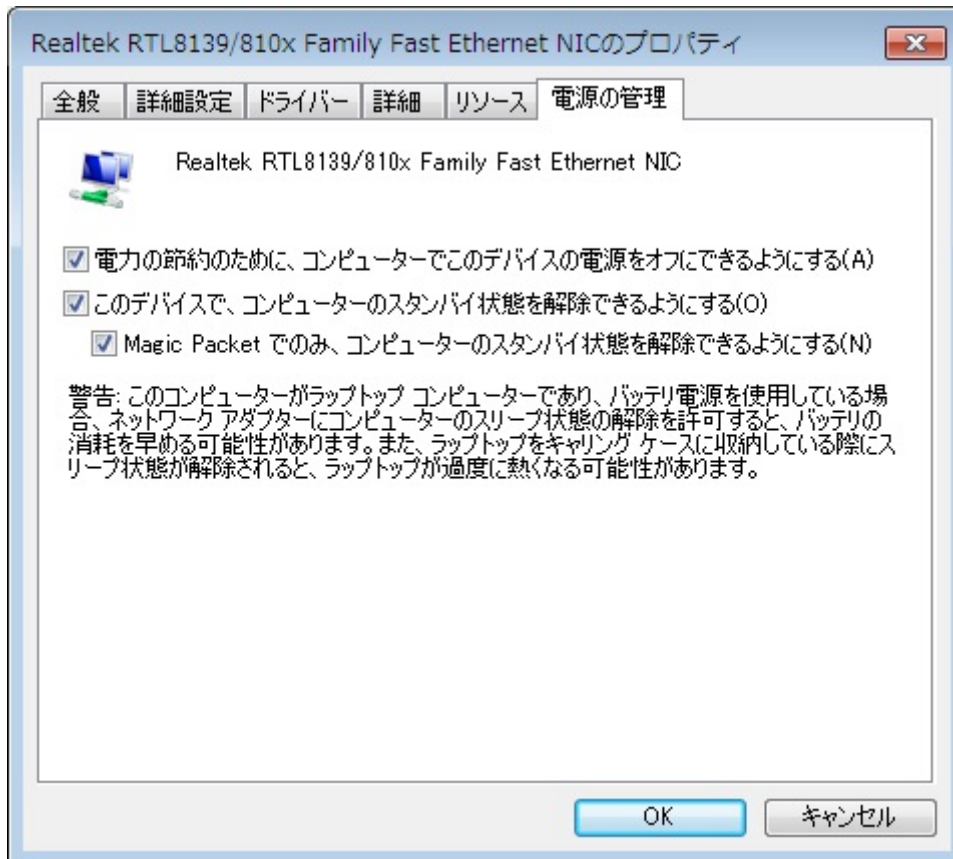 Realtek RTL8139/810x Family Fast Ethernet NICのプロパティ
全般 詳細設定 ドライバー 詳細 リソース 電源の管理
Realtek RTL8139/810x Family Fast Ethernet NIC
電力の節約のために、コンピューターでこのデバイスの電源をオフにできるようにする(A)
このデバイスで、コンピューターのスタンバイ状態を解除できるようにする(O)
Magic Packet でのみ、コンピューターのスタンバイ状態を解除できるようにする(N)
警告: このコンピューターがラップトップ コンピューターであり、バッテリ電源を使用している場
合、ネットワーク アダプターにコンピューターのスリープ状態の解除を許可すると、バッテリの
消耗を早める可能性があります。また、ラップトップをキャリング ケースに収納している際にス
リープ状態が解除されると、ラップトップが過度に熱くなる可能性があります。
OK キャンセル